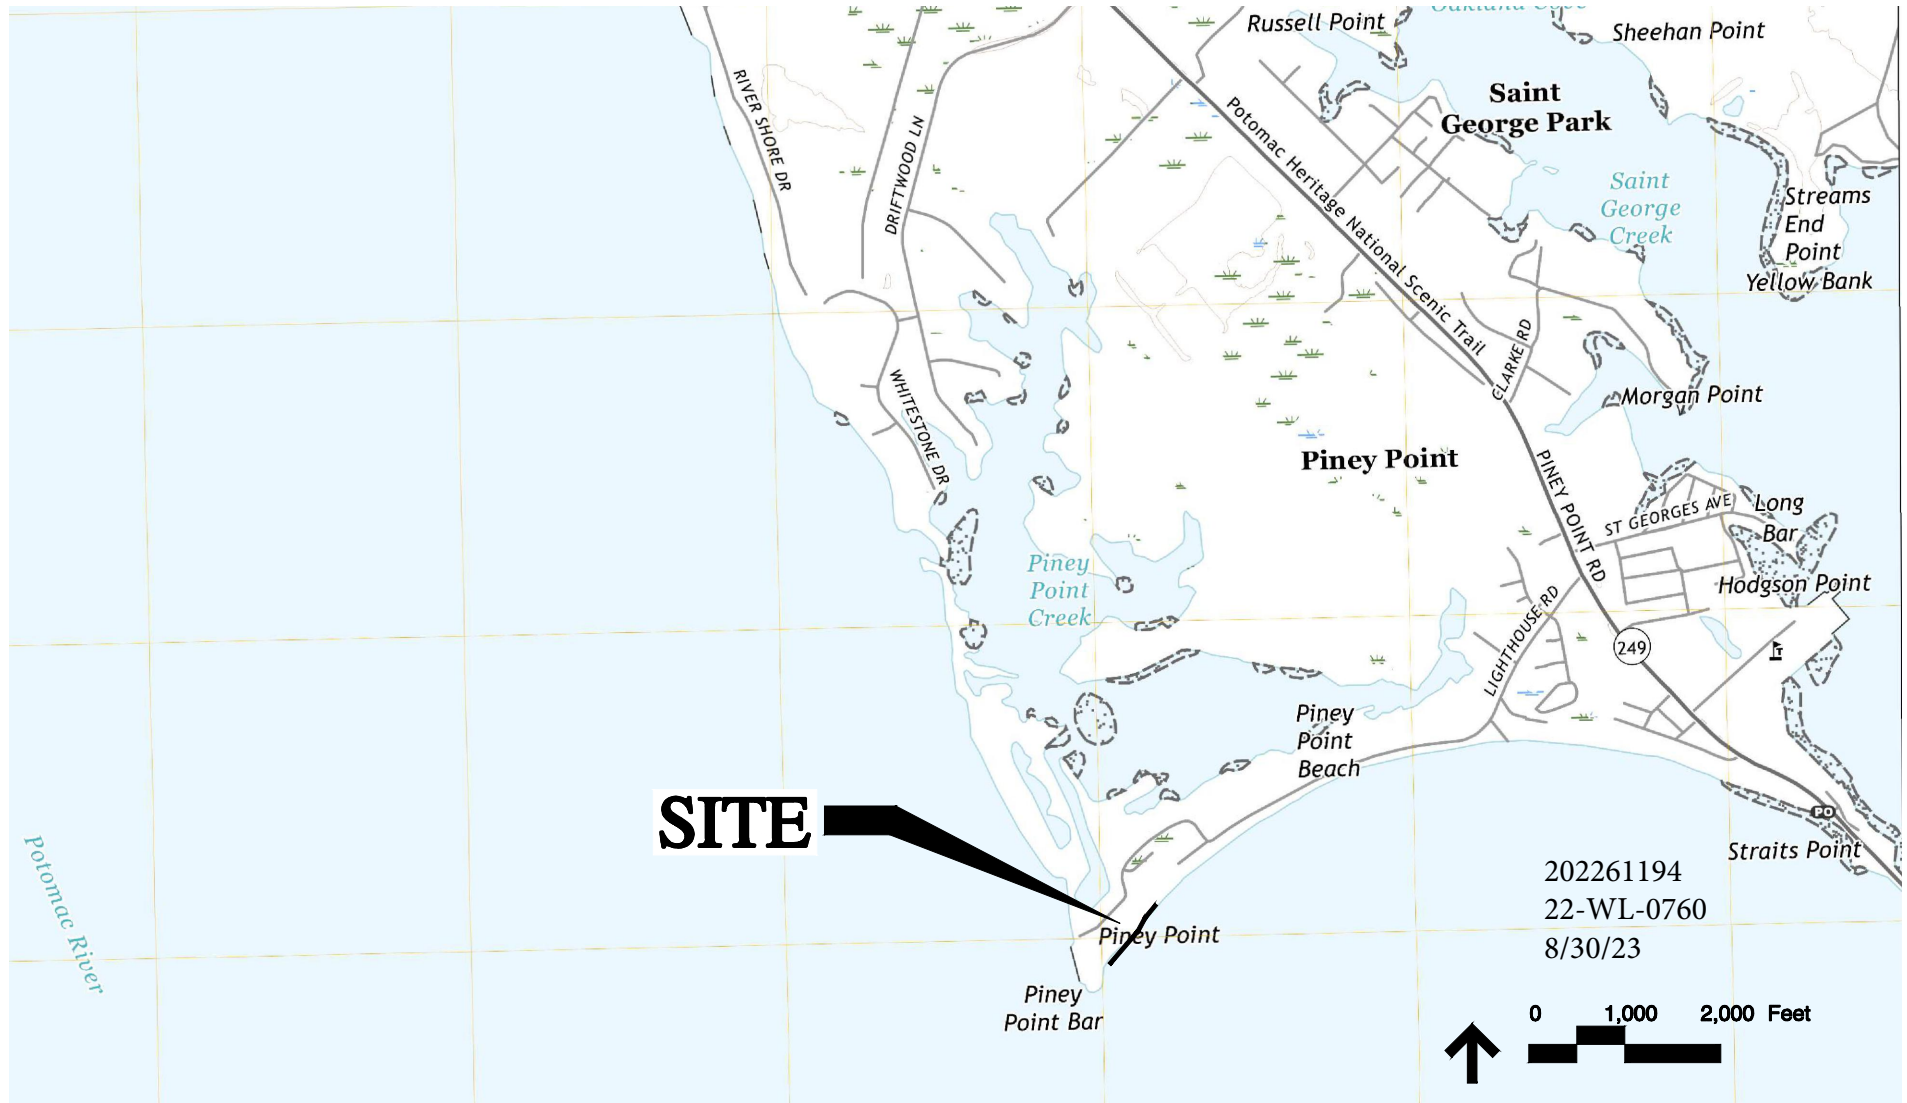 Oakland Cove
Russell Point
Sheehan Point
Saint
George Park
RIVER SHORE DR
DRIFTWOOD LN
Potomac Heritage National Scenic Trail
Saint
George
Creek
Streams
End
Point
Yellow Bank
CLARKE RD
WHITESTONE DR
Morgan Point
Piney Point
PINEY POINT RD
ST GEORGES AVE
Long
Bar
Piney
Point
Creek
Hodgson Point
LIGHTHOUSE RD
249
T
Piney
Point
Beach
SITE
PO
Straits Point
Potomac River
202261194
22-WL-0760
8/30/23
Piney Point
Piney
Point Bar
0 1,000 2,000 Feet